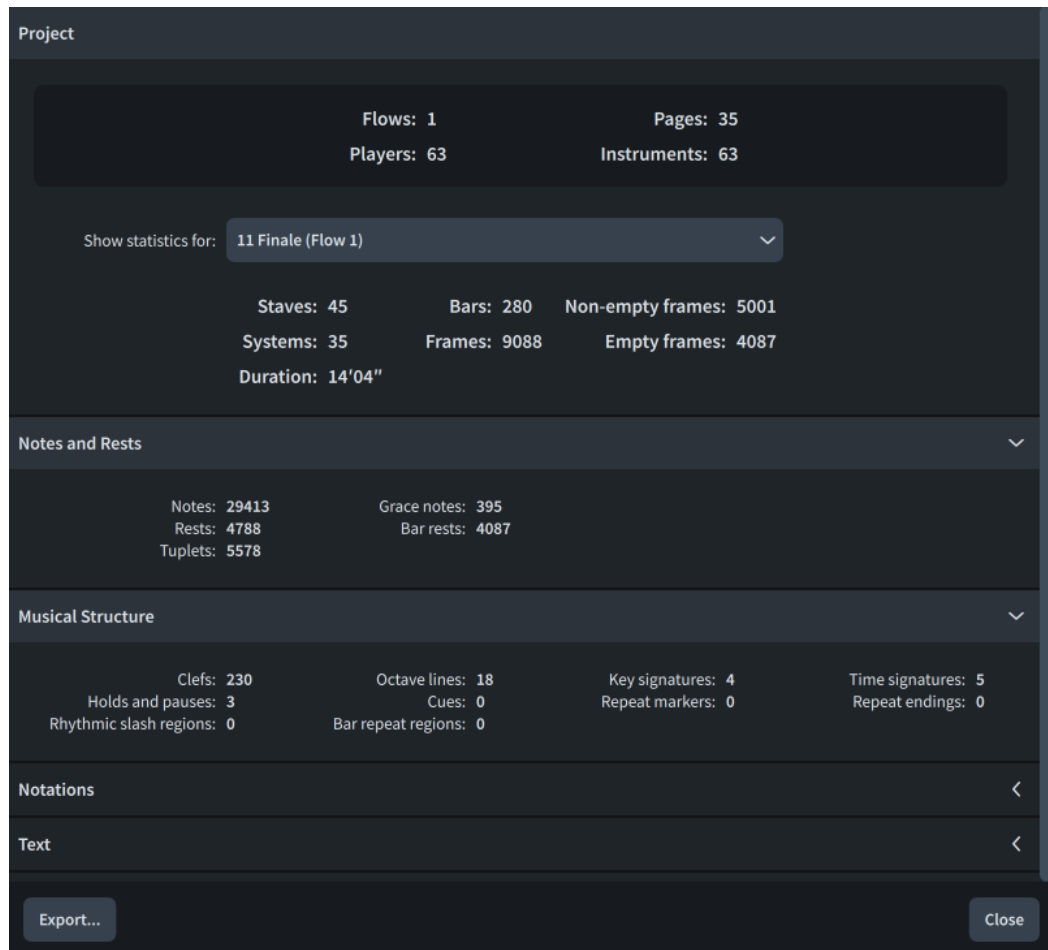 Project
Flows: 1 Pages: 35
Players: 63 Instruments: 63
Show statistics for: 11 Finale (Flow 1)
Staves: 45 Bars: 280 Non-empty frames: 5001
Systems: 35 Frames: 9088 Empty frames: 4087
Duration: 14′04″
Notes and Rests
Notes: 29413 Grace notes: 395
Rests: 4788 Bar rests: 4087
Tuplets: 5578
Musical Structure
Clefs: 230 Octave lines: 18 Key signatures: 4 Time signatures: 5
Holds and pauses: 3 Cues: 0 Repeat markers: 0 Repeat endings: 0
Rhythmic slash regions: 0 Bar repeat regions: 0
Notations
Text
Export... Close